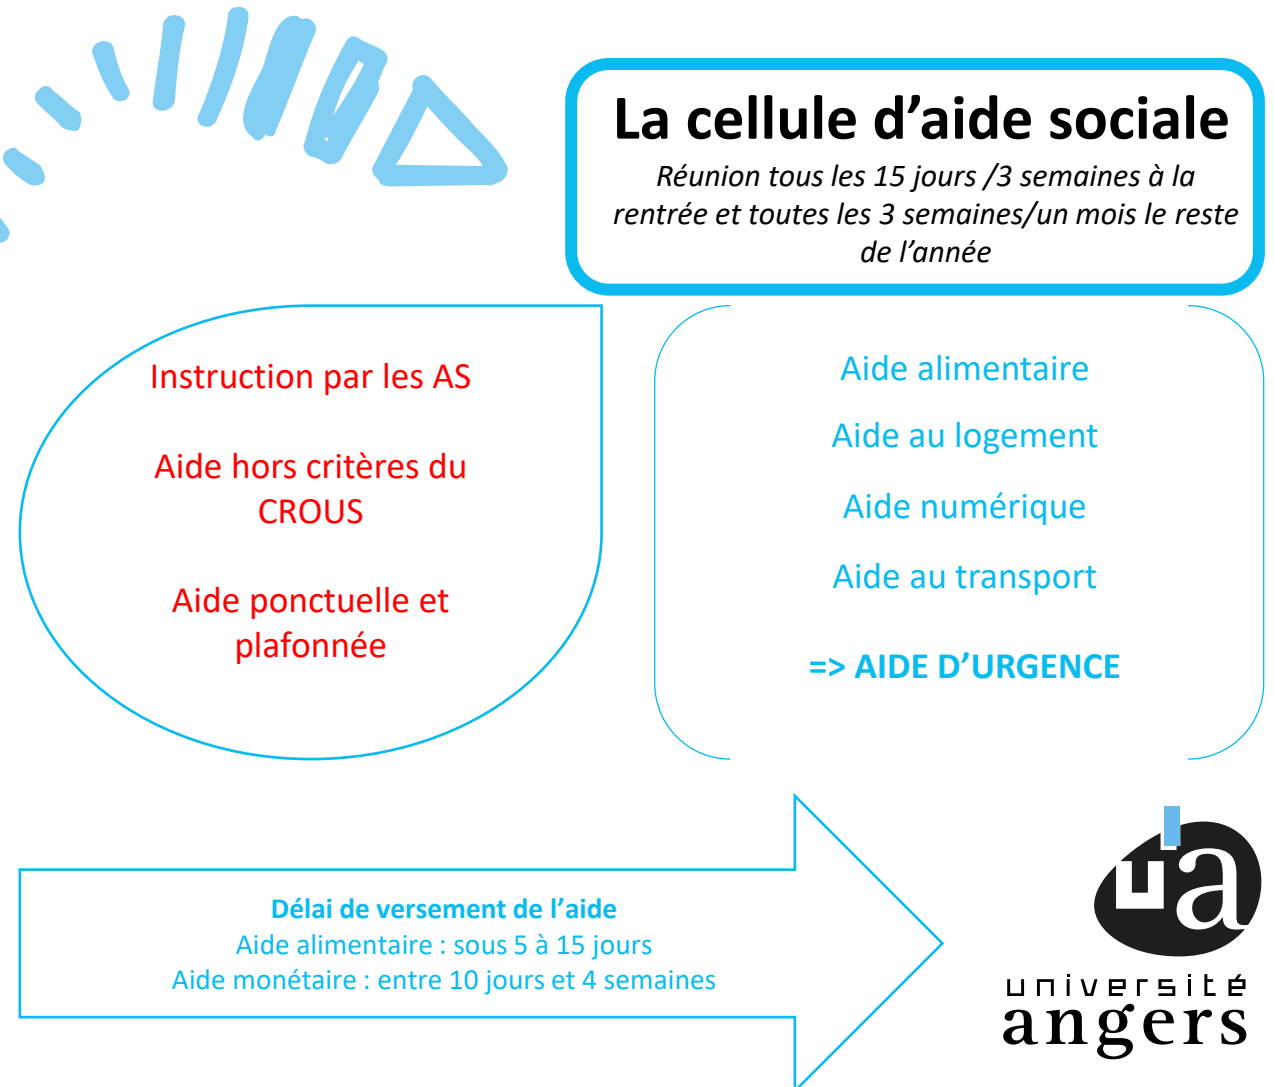 La cellule d’aide sociale
Réunion tous les 15 jours /3 semaines à la
rentrée et toutes les 3 semaines/un mois le reste
de l’année
Instruction par les AS
Aide hors critères du
CROUS
Aide ponctuelle et
plafonnée
Aide alimentaire
Aide au logement
Aide numérique
Aide au transport
=> AIDE D’URGENCE
Délai de versement de l’aide
Aide alimentaire : sous 5 à 15 jours
Aide monétaire : entre 10 jours et 4 semaines
ua
université
angers